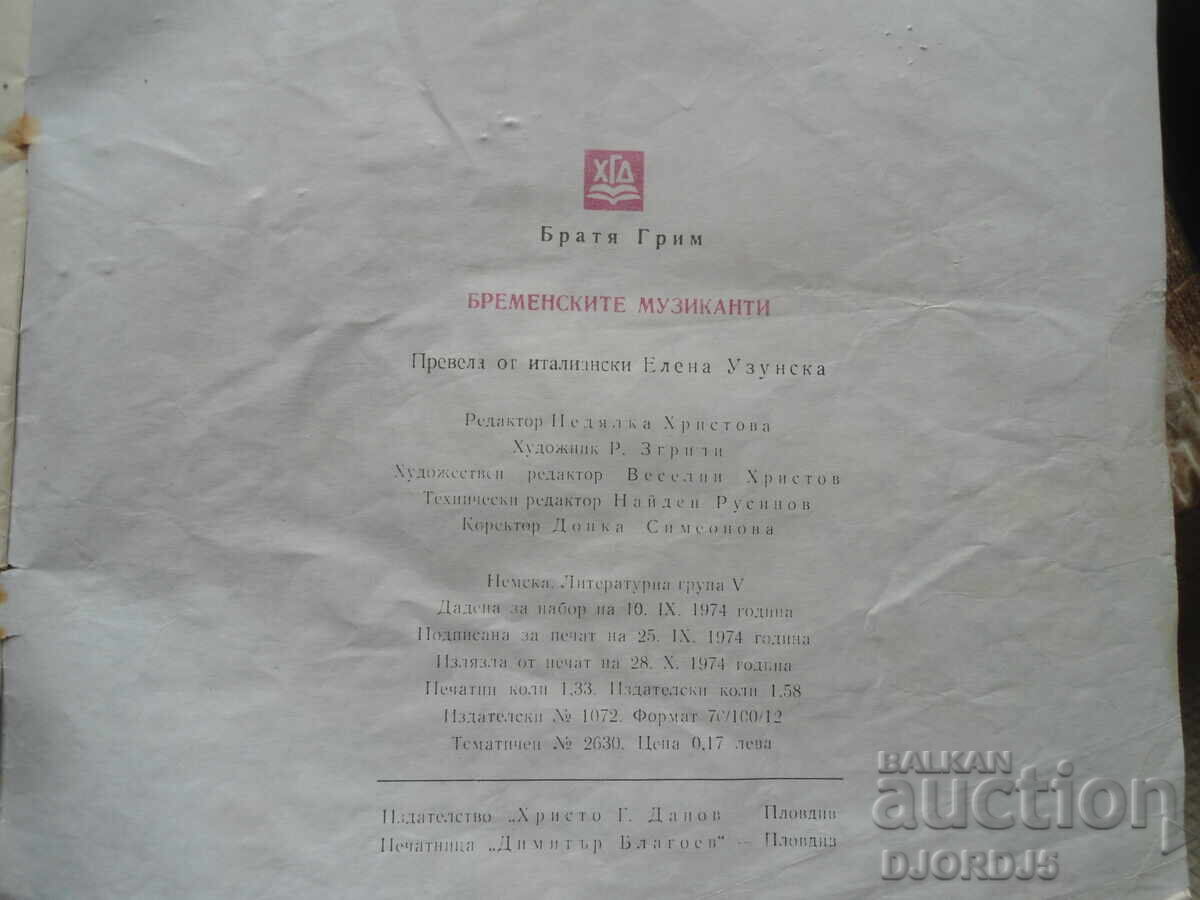 ХГД
Братя Грим
БРЕМЕНСКИТЕ МУЗИКАНТИ
Превела от италиански Елена Узунска
Редактор Недялка Христова
Художник Р. Згрили
Художествен редактор Веселин Христов
Технически редактор Найден Русинов
Коректор Донка Симеонова
Немска. Литературна група V
Дадена за набор на 10. IX. 1974 година
Подписана за печат на 25. IX. 1974 година
Излязла от печат на 28. X. 1974 година
Печатни коли 1,33. Издателски коли 1,58
Издателски № 1072. Формат 70/100/12
Тематичен № 2630. Цена 0,17 лева
Издателство „Христо Г. Данов Пловдив
Печатница „Димитър Благоев“ — Пловдив
BALKAN
auction
DJORDJ5